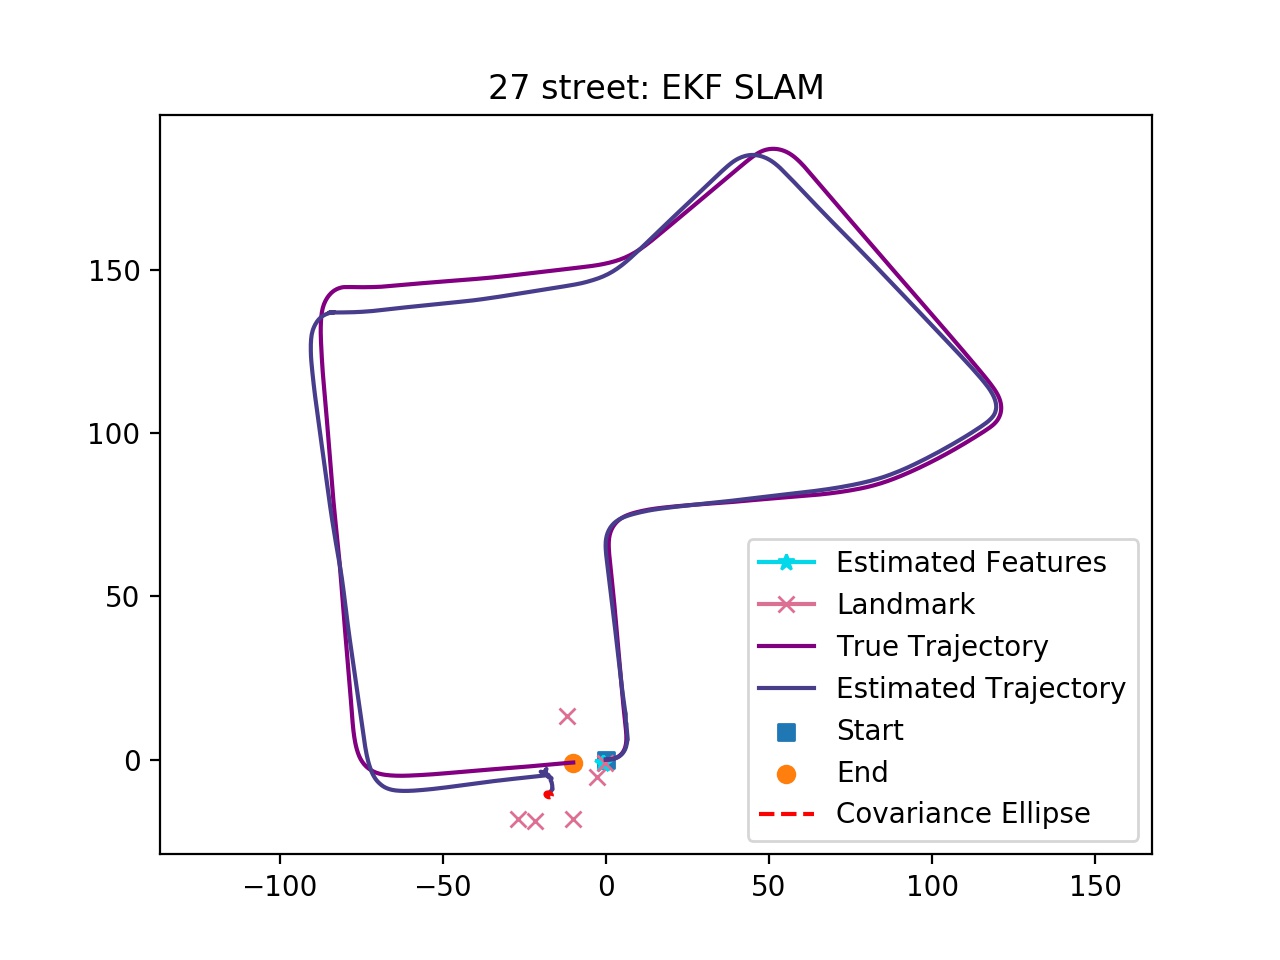 27 street: EKF SLAM
150
100
50
0
Estimated Features
Landmark
True Trajectory
Estimated Trajectory
Start
End
Covariance Ellipse
−100 −50 0 50 100 150